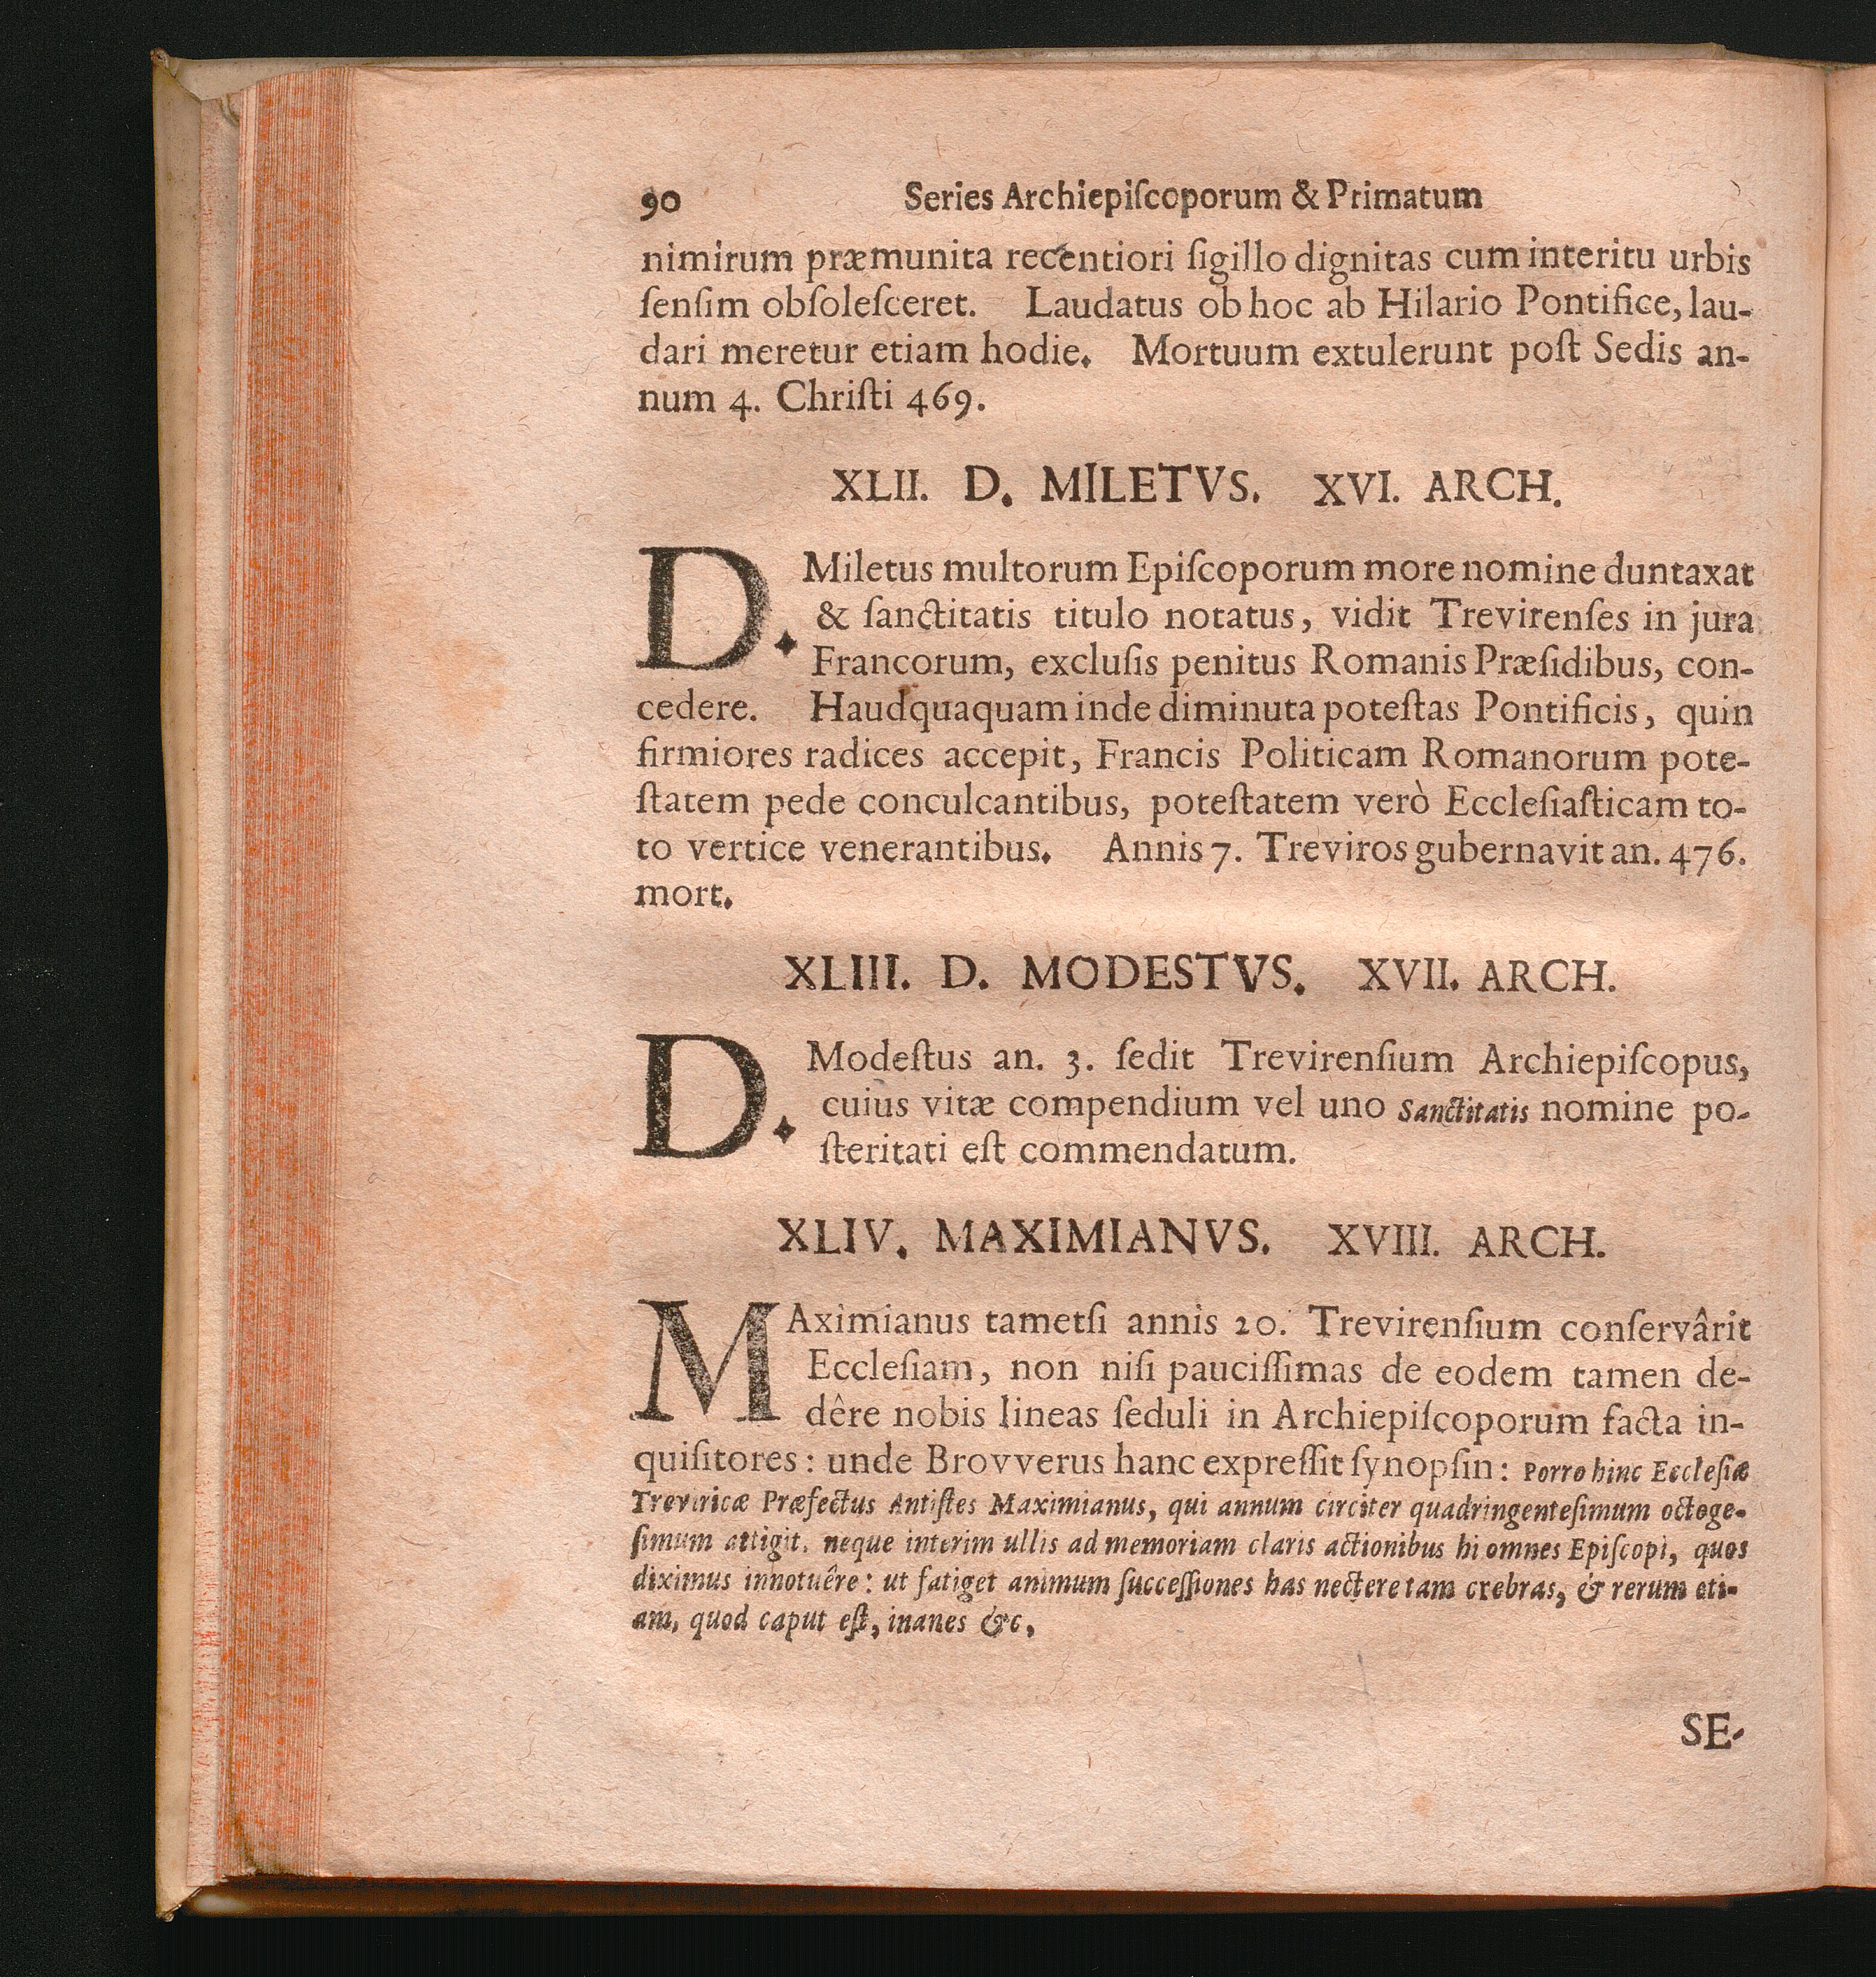 90 Series Archiepiſcoporum & Primatum
nimirum præmunita recentiori ſigillo dignitas cum interitu urbis
ſenſim obſoleſceret. Laudatus ob hoc ab Hilario Pontifice, lau-
dari meretur etiam hodie. Mortuum extulerunt poſt Sedis an-
num 4. Chriſti 469.
XLII. D. MILETVS. XVI. ARCH.
D. Miletus multorum Epiſcoporum more nomine duntaxat
& ſanctitatis titulo notatus, vidit Trevirenſes in jura
Francorum, excluſis penitus Romanis Præſidibus, con-
cedere. Haudquaquam inde diminuta poteſtas Pontificis, quin
firmiores radices accepit, Francis Politicam Romanorum pote-
ſtatem pede conculcantibus, poteſtatem verò Eccleſiaſticam to-
to vertice venerantibus. Annis 7. Treviros gubernavit an. 476.
mort.
XLIII. D. MODESTVS. XVII. ARCH.
D. Modeſtus an. 3. ſedit Trevirenſium Archiepiſcopus,
cuius vitæ compendium vel uno Sanctitatis nomine po-
ſteritati eſt commendatum.
XLIV. MAXIMIANVS. XVIII. ARCH.
MAximianus tametſi annis 20. Trevirenſium conſervârit
Eccleſiam, non niſi pauciſſimas de eodem tamen de-
dêre nobis lineas ſeduli in Archiepiſcoporum facta in-
quiſitores: unde Brovverus hanc expreſſit ſynopſin: Porro hinc Eccleſiæ
Treviricæ Præfectus Antiſtes Maximianus, qui annum circiter quadringenteſimum octoge-
ſimum attigit. neque interim ullis ad memoriam claris actionibus hi omnes Epiſcopi, quos
diximus innotuêre: ut fatiget animum ſucceſſiones has nectere tam crebras, & rerum eti-
am, quod caput eſt, inanes &c,
SE-